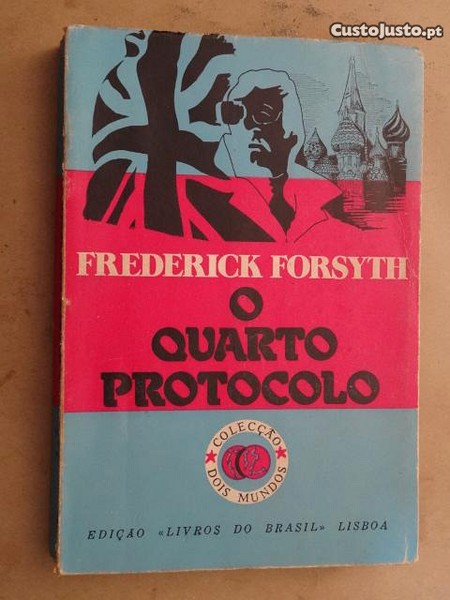 CustoJusto.pt
FREDERICK FORSYTH
O
QUARTO
PROTOCOLO
COLECÇÃO
DOIS MUNDOS
EDIÇÃO «LIVROS DO BRASIL» LISBOA